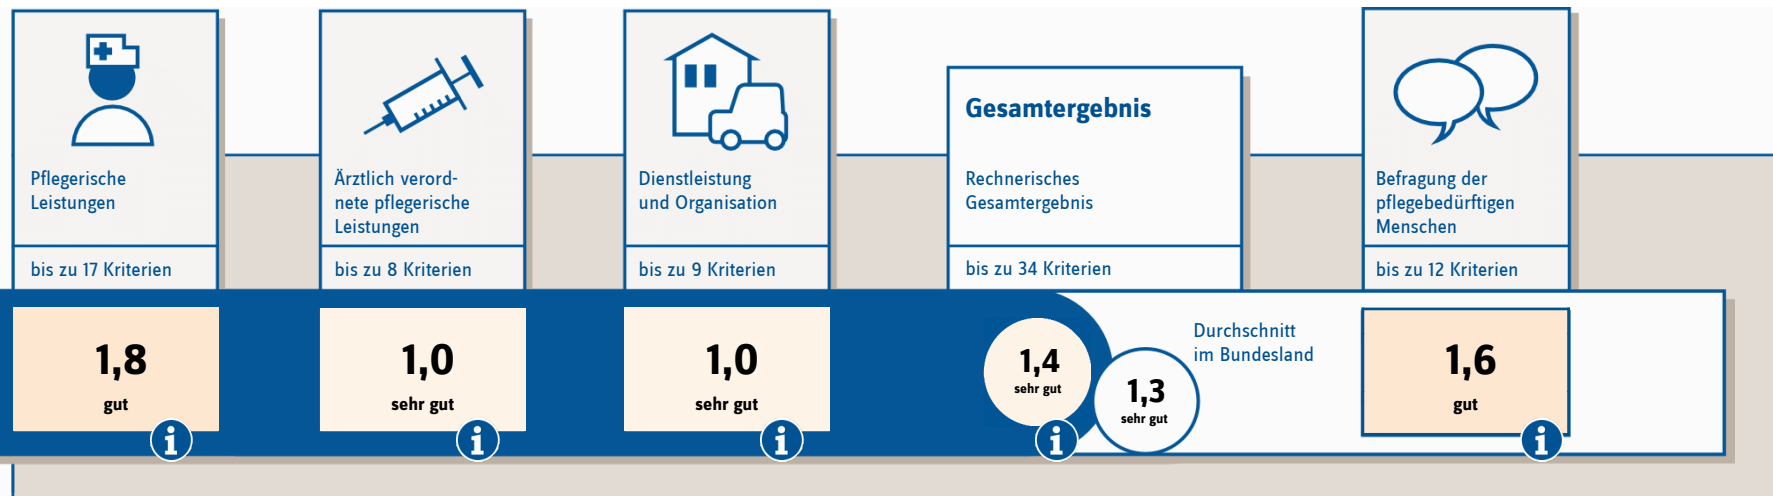 Pflegerische
Leistungen
bis zu 17 Kriterien
1,8
gut
i
Ärztlich verord-
nete pflegerische
Leistungen
bis zu 8 Kriterien
1,0
sehr gut
i
Dienstleistung
und Organisation
bis zu 9 Kriterien
1,0
sehr gut
i
Gesamtergebnis
Rechnerisches
Gesamtergebnis
bis zu 34 Kriterien
1,4
sehr gut
i
1,3
sehr gut
Durchschnitt
im Bundesland
Befragung der
pflegebedürftigen
Menschen
bis zu 12 Kriterien
1,6
gut
i